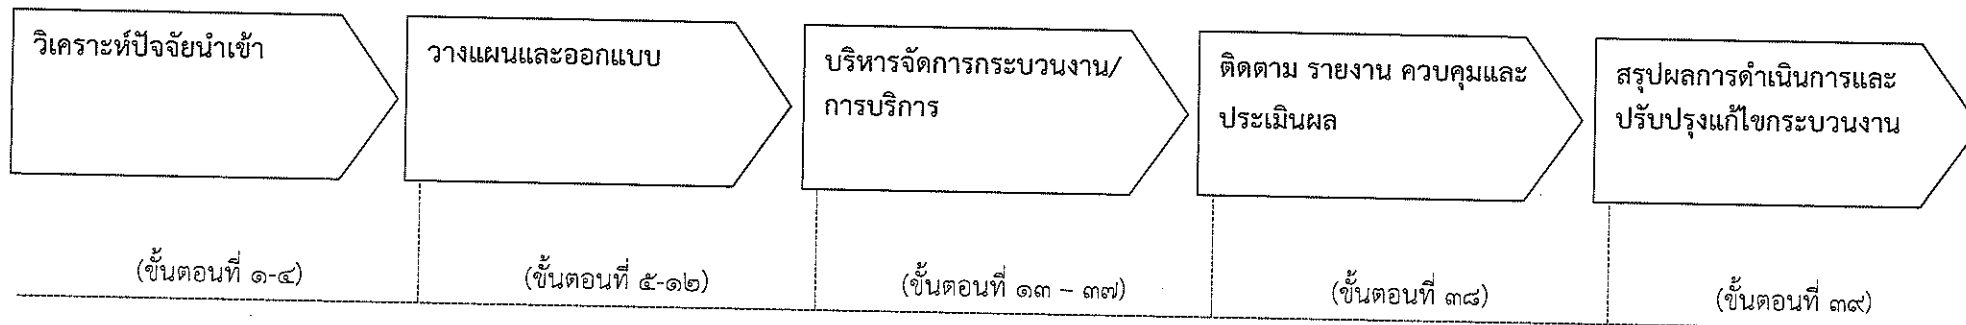 วิเคราะห์ปัจจัยนำเข้า
วางแผนและออกแบบ
บริหารจัดการกระบวนงาน/
การบริการ
ติดตาม รายงาน ควบคุมและ
ประเมินผล
สรุปผลการดำเนินการและ
ปรับปรุงแก้ไขกระบวนงาน
(ขั้นตอนที่ ๑-๔)
(ขั้นตอนที่ ๕-๑๒)
(ขั้นตอนที่ ๑๓ – ๓๗)
(ขั้นตอนที่ ๓๘)
(ขั้นตอนที่ ๓๙)